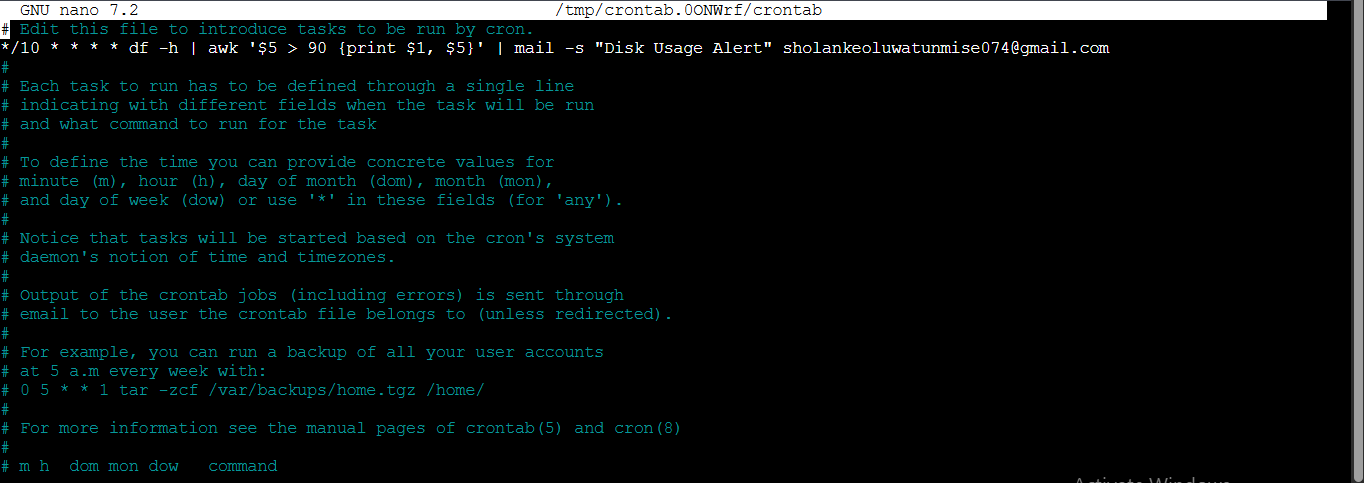 GNU nano 7.2 /tmp/crontab.0ONWrf/crontab
# Edit this file to introduce tasks to be run by cron.
*/10 * * * * df -h | awk '$5 > 90 {print $1, $5}' | mail -s "Disk Usage Alert" sholankeoluwatunmise074@gmail.com
#
# Each task to run has to be defined through a single line
# indicating with different fields when the task will be run
# and what command to run for the task
#
# To define the time you can provide concrete values for
# minute (m), hour (h), day of month (dom), month (mon),
# and day of week (dow) or use '*' in these fields (for 'any').
#
# Notice that tasks will be started based on the cron's system
# daemon's notion of time and timezones.
#
# Output of the crontab jobs (including errors) is sent through
# email to the user the crontab file belongs to (unless redirected).
#
# For example, you can run a backup of all your user accounts
# at 5 a.m every week with:
# 0 5 * * 1 tar -zcf /var/backups/home.tgz /home/
#
# For more information see the manual pages of crontab(5) and cron(8)
#
# m h  dom mon dow   command
Activate Windows